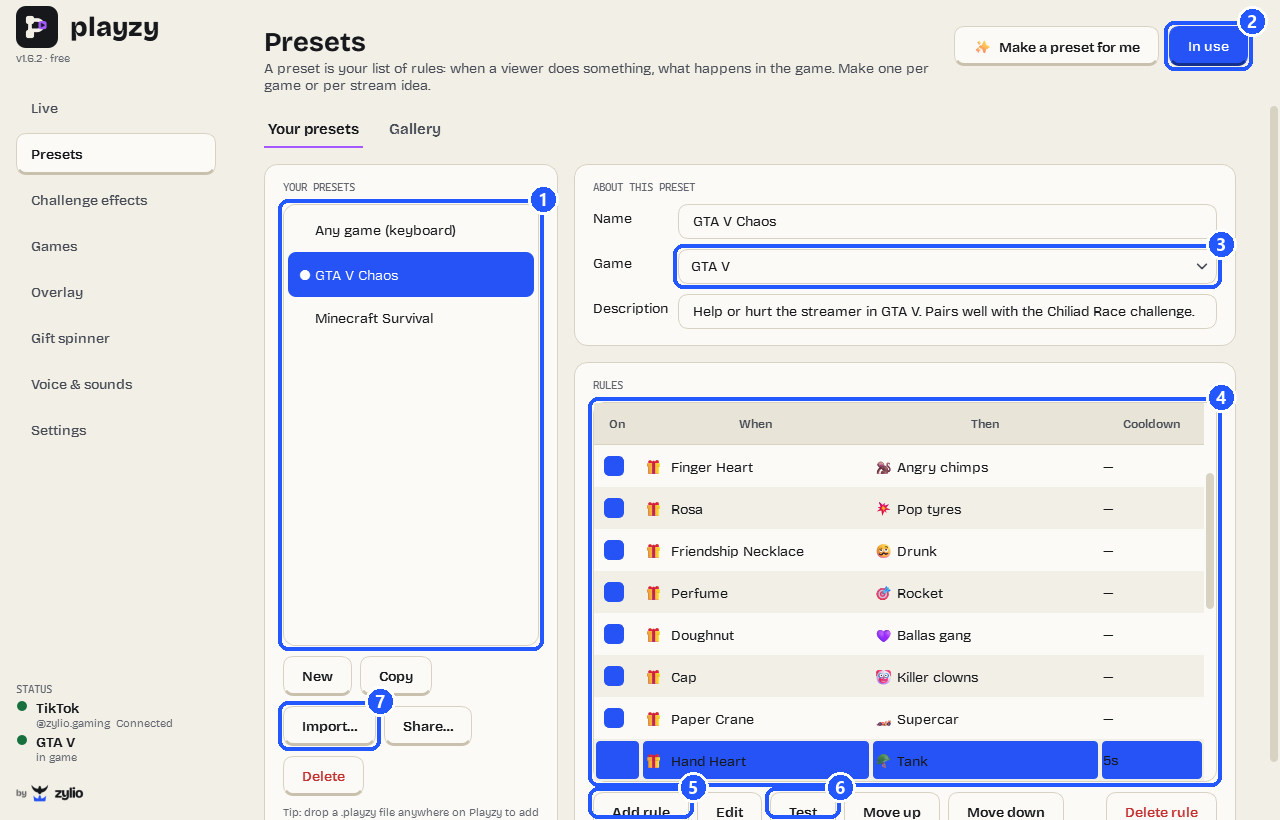 playzy
v1.6.2 · free
Live
Presets
Challenge effects
Games
Overlay
Gift spinner
Voice & sounds
Settings
STATUS
TikTok
@zylio.gaming Connected
GTA V
in game
by zylio
Presets
A preset is your list of rules: when a viewer does something, what happens in the game. Make one per
game or per stream idea.
✨ Make a preset for me
In use
2
Your presets
Gallery
YOUR PRESETS
1
Any game (keyboard)
GTA V Chaos
Minecraft Survival
New
Copy
7
Import...
Share...
Delete
Tip: drop a .playzy file anywhere on Playzy to add
ABOUT THIS PRESET
Name
GTA V Chaos
3
Game
GTA V
Description
Help or hurt the streamer in GTA V. Pairs well with the Chiliad Race challenge.
RULES
4
On When Then Cooldown
Finger Heart Angry chimps —
Rosa Pop tyres —
Friendship Necklace Drunk —
Perfume Rocket —
Doughnut Ballas gang —
Cap Killer clowns —
Paper Crane Supercar —
Hand Heart Tank 5s
5
6
Add rule
Edit
Test
Move up
Move down
Delete rule